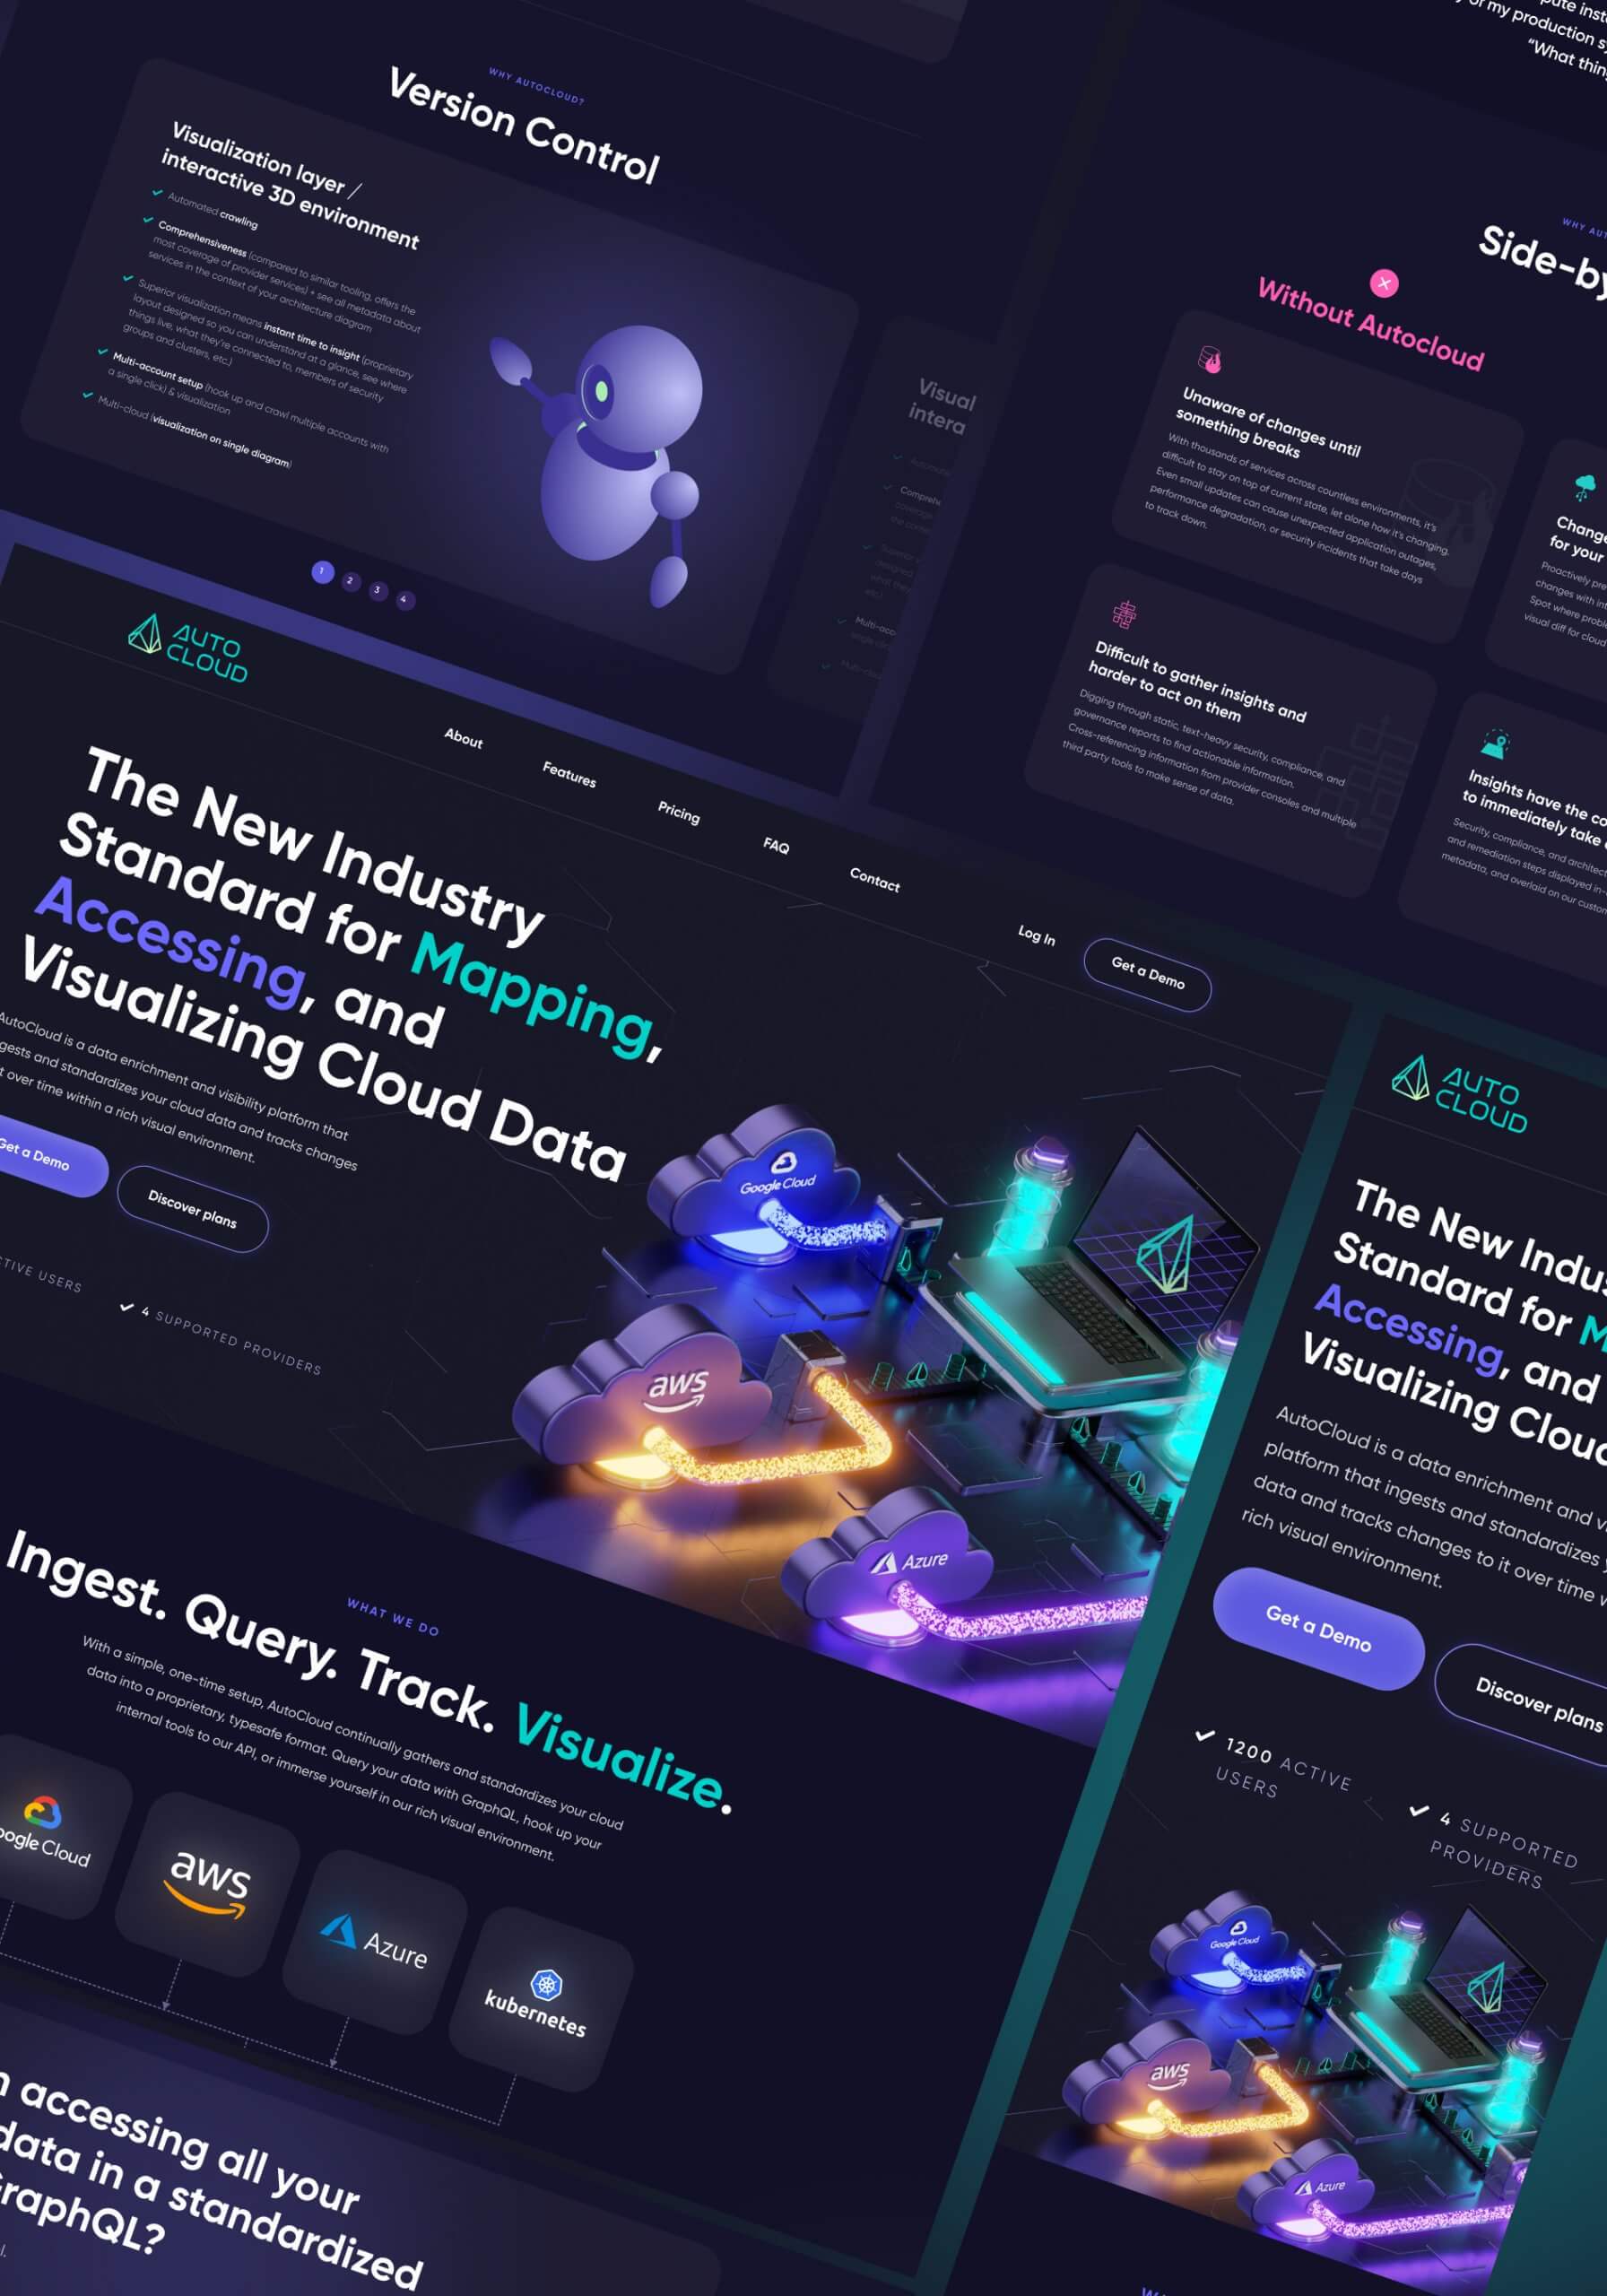 WHY AUTOCLOUD?
Version Control
Visualization layer /
interactive 3D environment
Automated crawling
Comprehensiveness (compared to similar tooling, offers the
most coverage of provider services) + see all metadata about
services in the context of your architecture diagram
Superior visualization means instant time to insight (proprietary
layout designed so you can understand at a glance, see where
things live, what they're connected to, members of security
groups and clusters, etc.)
Multi-account setup (hook up and crawl multiple accounts with
a single click) & visualization
Multi-cloud (visualization on single diagram)
1 2 3 4
Visual
intera
of my production
"What
WHY
Side-by
Without Autocloud
Unaware of changes until
something breaks
With thousands of services across countless environments, it's
difficult to stay on top of current state, let alone how it's changing.
Even small updates can cause unexpected application outages,
performance degradation, or security incidents that take days
to track down.
Difficult to gather insights and
harder to act on them
Digging through static, text-heavy security, compliance, and
governance reports to find actionable information.
Cross-referencing information from provider consoles and multiple
third party tools to make sense of data.
Change
for your
Proactively pre
changes with int
Spot where proble
visual diff for cloud
Insights have the co
to immediately take
Security, compliance, and architect
and remediation steps displayed in-
metadata, and overlaid on our custom
AUTO
CLOUD
About
Features
Pricing
FAQ
Contact
Log In
Get a Demo
The New Industry
Standard for Mapping,
Accessing, and
Visualizing Cloud Data
AutoCloud is a data enrichment and visibility platform that
gests and standardizes your cloud data and tracks changes
t over time within a rich visual environment.
Get a Demo
Discover plans
TIVE USERS
4 SUPPORTED PROVIDERS
Google Cloud
aws
Azure
WHAT WE DO
Ingest. Query. Track. Visualize.
With a simple, one-time setup, AutoCloud continually gathers and standardizes your cloud
data into a proprietary, typesafe format. Query your data with GraphQL, hook up your
internal tools to our API, or immerse yourself in our rich visual environment.
oogle Cloud
aws
Azure
kubernetes
n accessing all your
data in a standardized
GraphQL?
AUTO
CLOUD
The New Indus
Standard for M
Accessing, and
Visualizing Cloud
AutoCloud is a data enrichment and vi
platform that ingests and standardizes
data and tracks changes to it over time w
rich visual environment.
Get a Demo
Discover plans
1200 ACTIVE
USERS
4 SUPPORTED
PROVIDERS
Google Cloud
aws
Azure